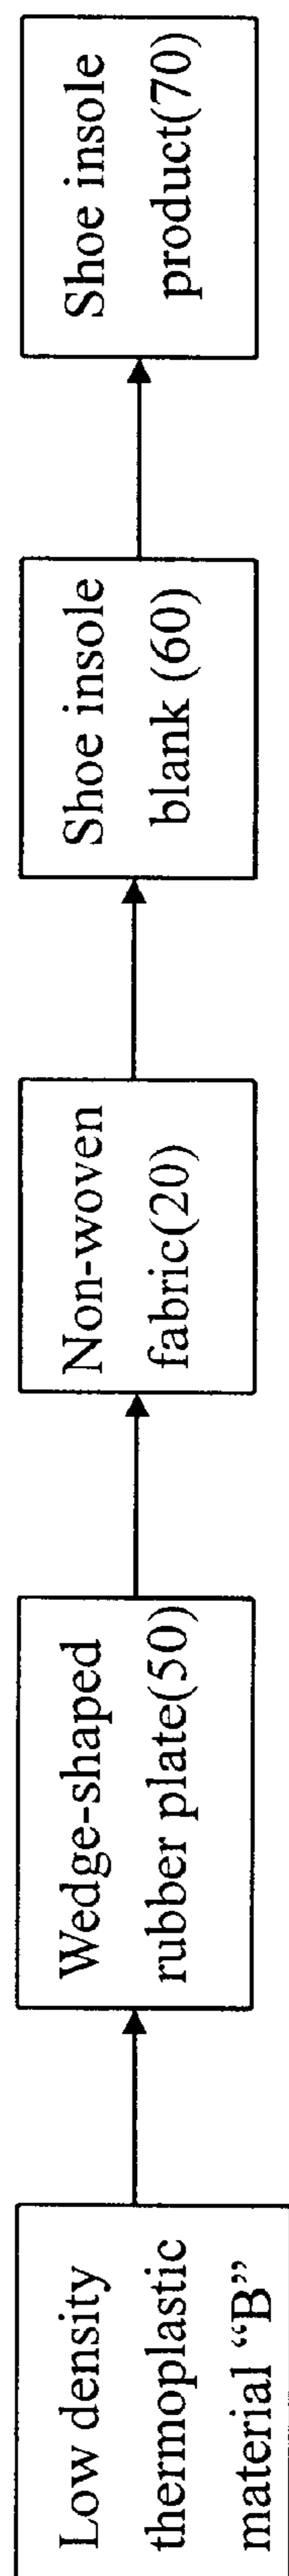 Low density
thermoplastic
material “B”
Wedge-shaped
rubber plate(50)
Non-woven
fabric(20)
Shoe insole
blank (60)
Shoe insole
product(70)